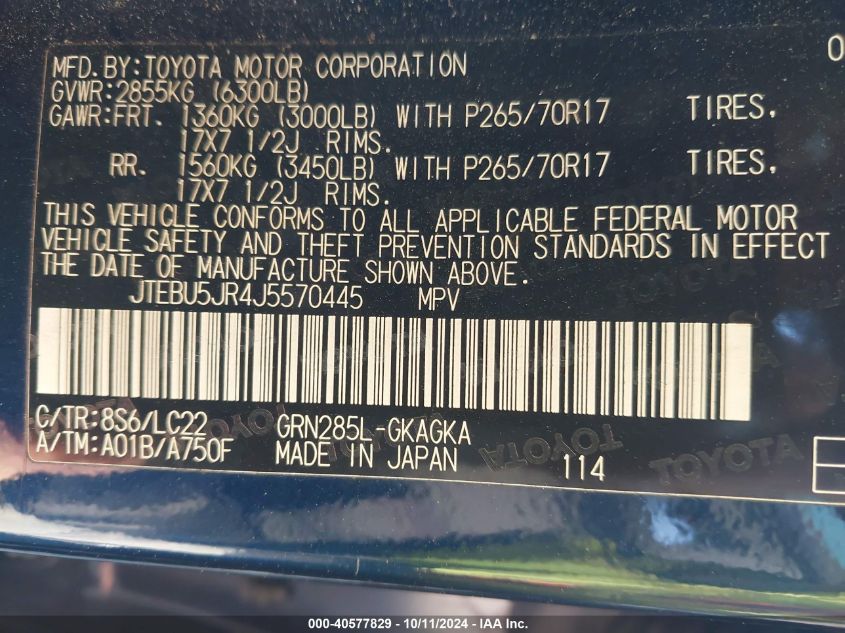 0
MFD.BY:TOYOTA MOTOR CORPORATION
GVWR:2855KG (6300LB)
GAWR:FRT. 1360KG (3000LB) WITH P265/70R17 TIRES.
17X7 1/2J RIMS.
RR. 1560KG (3450LB) WITH P265/70R17 TIRES.
17X7 1/2J RIMS.
THIS VEHICLE CONFORMS TO ALL APPLICABLE FEDERAL MOTOR
VEHICLE SAFETY AND THEFT PREVENTION STANDARDS IN EFFECT
THE DATE OF MANUFACTURE SHOWN ABOVE.
JTEBU5JR4J5570445 MPV
C/TR:8S6/LC22 GRN285L-GKAGKA
A/TM:A01B/A750F MADE IN JAPAN 114
TOYOTA
000-40577829 - 10/11/2024 - IAA Inc.